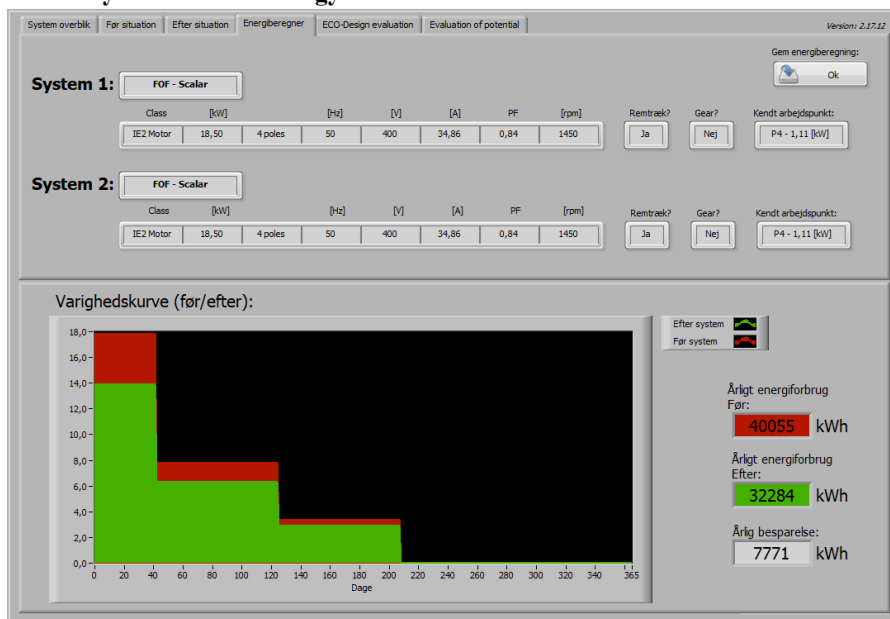 System overblik Før situation Efter situation Energiberegner ECO-Design evaluation Evaluation of potential Version: 2.17.12
Gem energiberegning:
Ok
System 1: FOF - Scalar
Class [kW] [Hz] [V] [A] PF [rpm] Remtræk? Gear? Kendt arbejdspunkt:
IE2 Motor 18,50 4 poles 50 400 34,86 0,84 1450 Ja Nej P4 - 1,11 [kW]
System 2: FOF - Scalar
Class [kW] [Hz] [V] [A] PF [rpm] Remtræk? Gear? Kendt arbejdspunkt:
IE2 Motor 18,50 4 poles 50 400 34,86 0,84 1450 Ja Nej P4 - 1,11 [kW]
Varighedskurve (før/efter):
Efter system
Før system
18,0
16,0
14,0
12,0
10,0
8,0
6,0
4,0
2,0
0,0
0 20 40 60 80 100 120 140 160 180 200 220 240 260 280 300 320 340 365
Dage
Årligt energiforbrug
Før:
40055 kWh
Årligt energiforbrug
Efter:
32284 kWh
Årlig besparelse:
7771 kWh